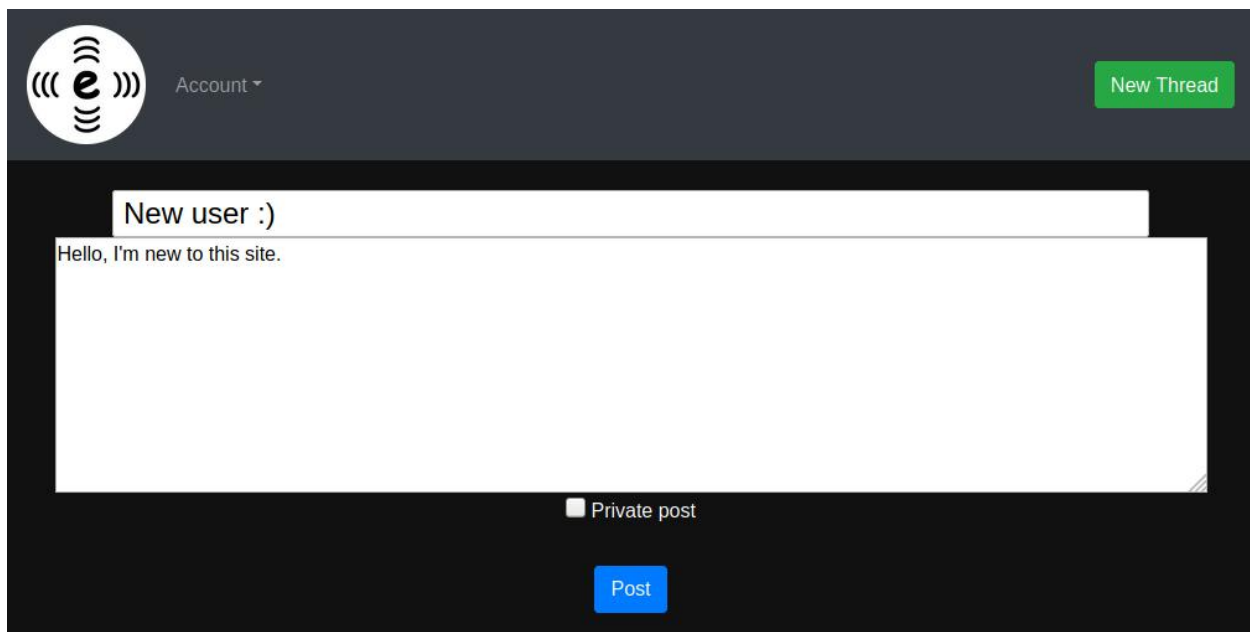 ((( e )))
Account
New Thread
New user :)
Hello, I'm new to this site.
Private post
Post